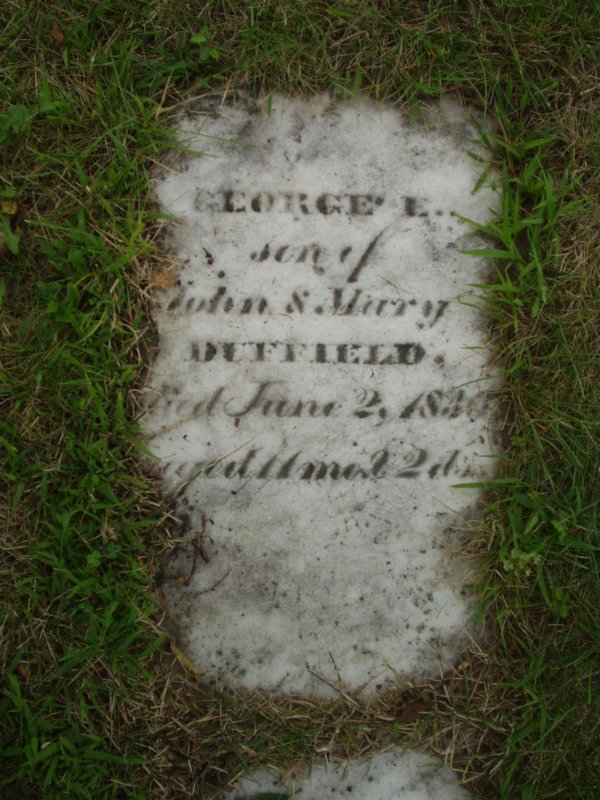 GEORGE E.
son of
John & Mary
DUFFIELD.
died June 2,
aged 11 mo. & 2 ds.